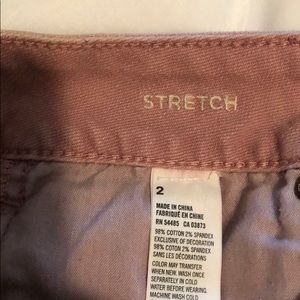 STRETCH
2
MADE IN CHINA
FABRIQUÉ EN CHINE
RN 54485 CA 03873
98% COTTON 2% SPANDEX
EXCLUSIVE OF DECORATION
98% COTTON 2% SPANDEX
SANS LES DÉCORATIONS
COLOR MAY TRANSFER
WHEN NEW. WASH ONCE
SEPARATELY IN COLD
WATER BEFORE WEARING
MACHINE WASH COLD